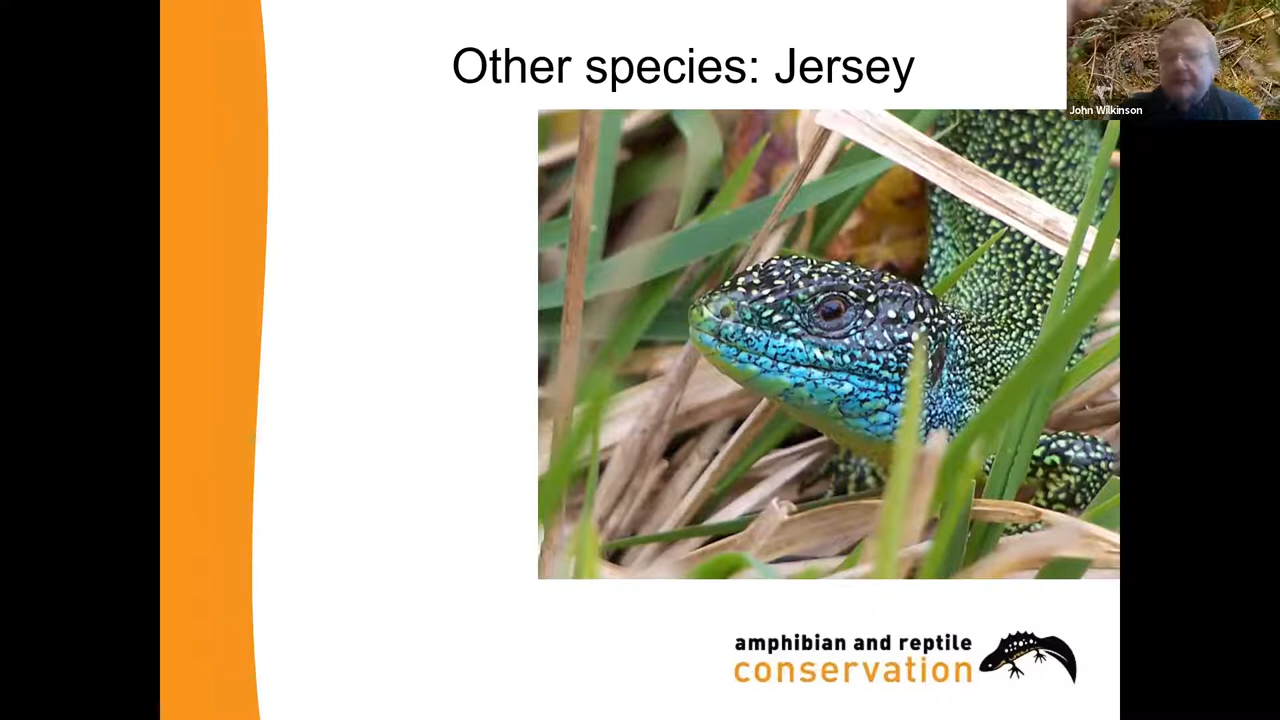 Other species: Jersey
John Wilkinson
amphibian and reptile
conservation